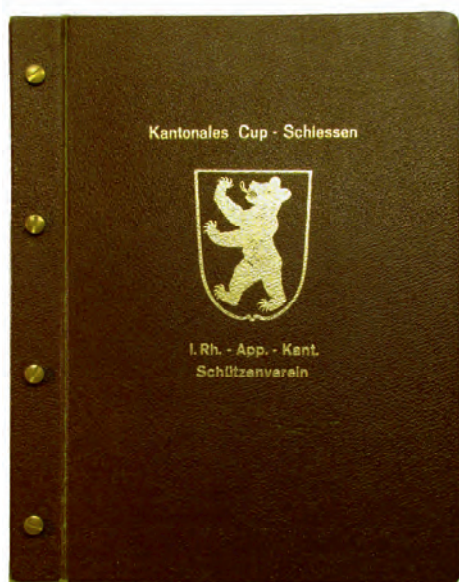 Kantonales Cup - Schiessen
I. Rh. - App. - Kant.
Schützenverein